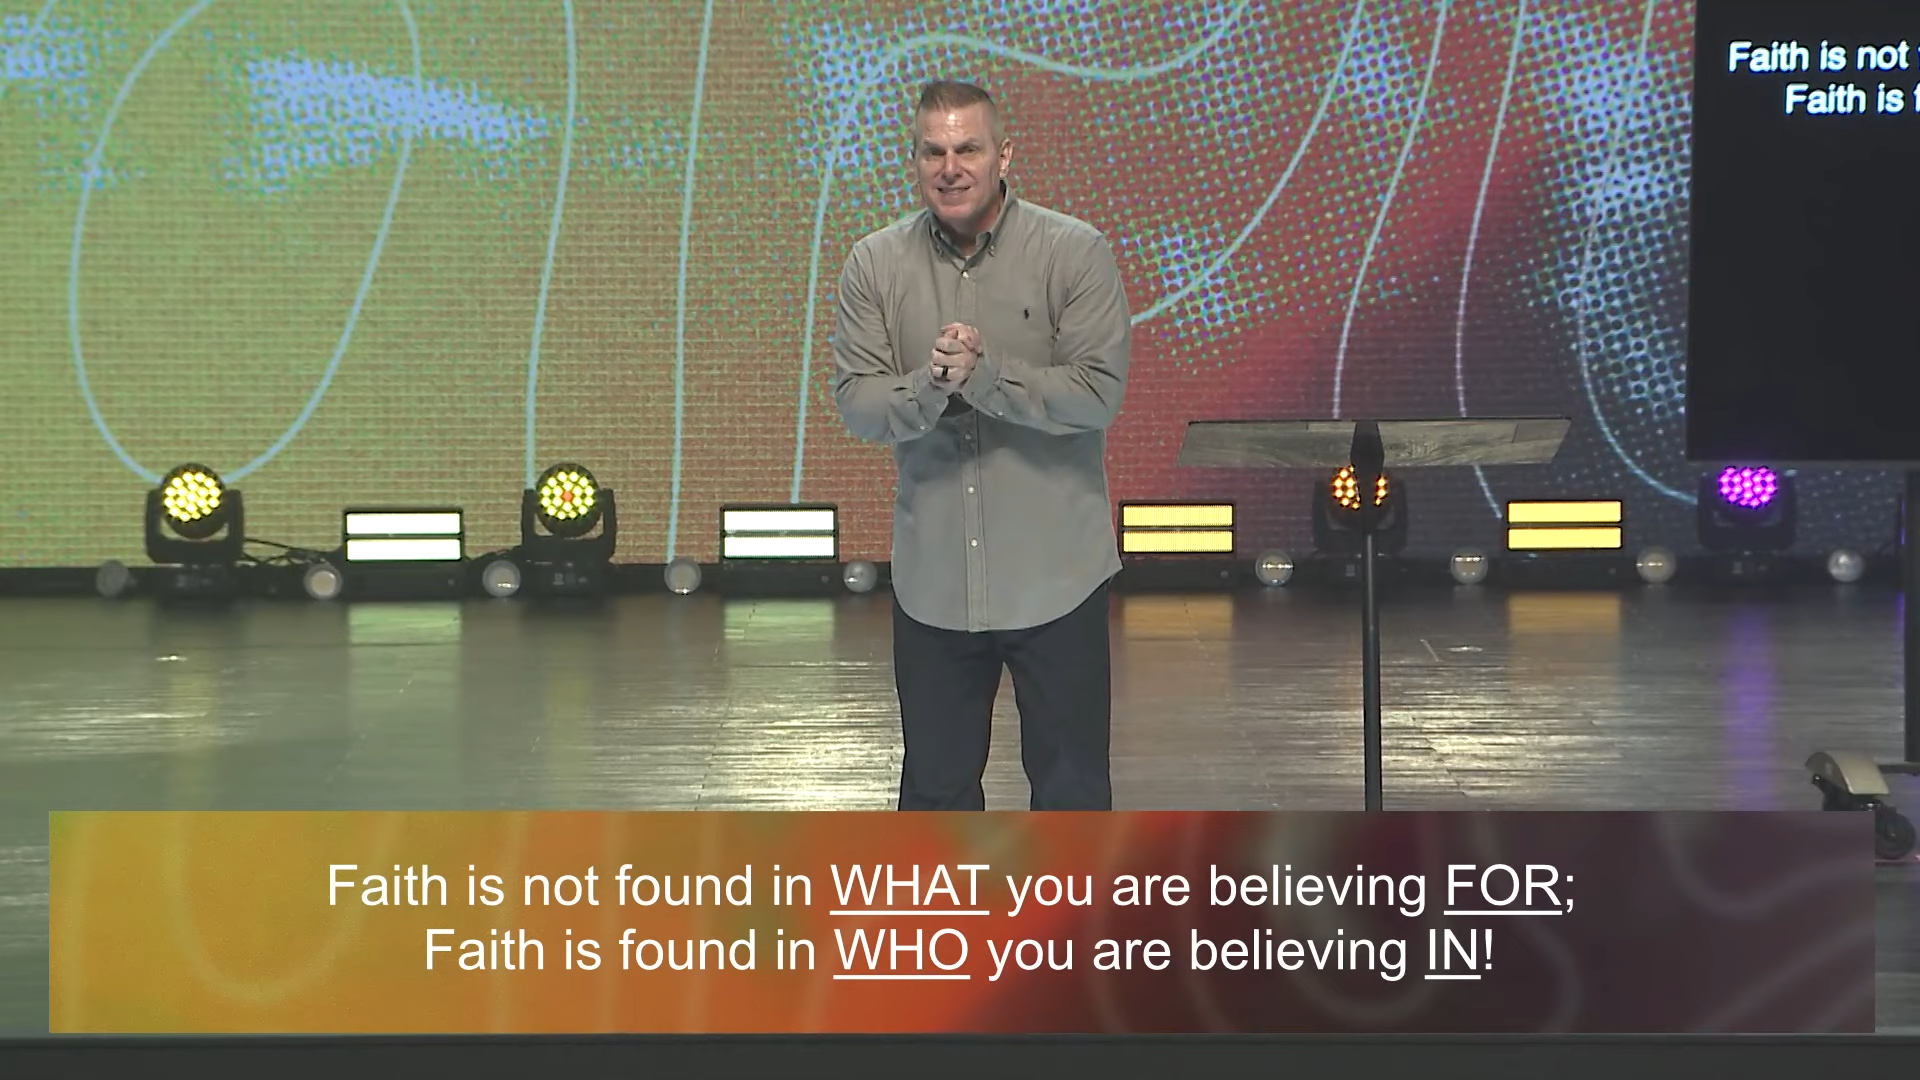 Faith is not
Faith is
Faith is not found in WHAT you are believing FOR;
Faith is found in WHO you are believing IN!